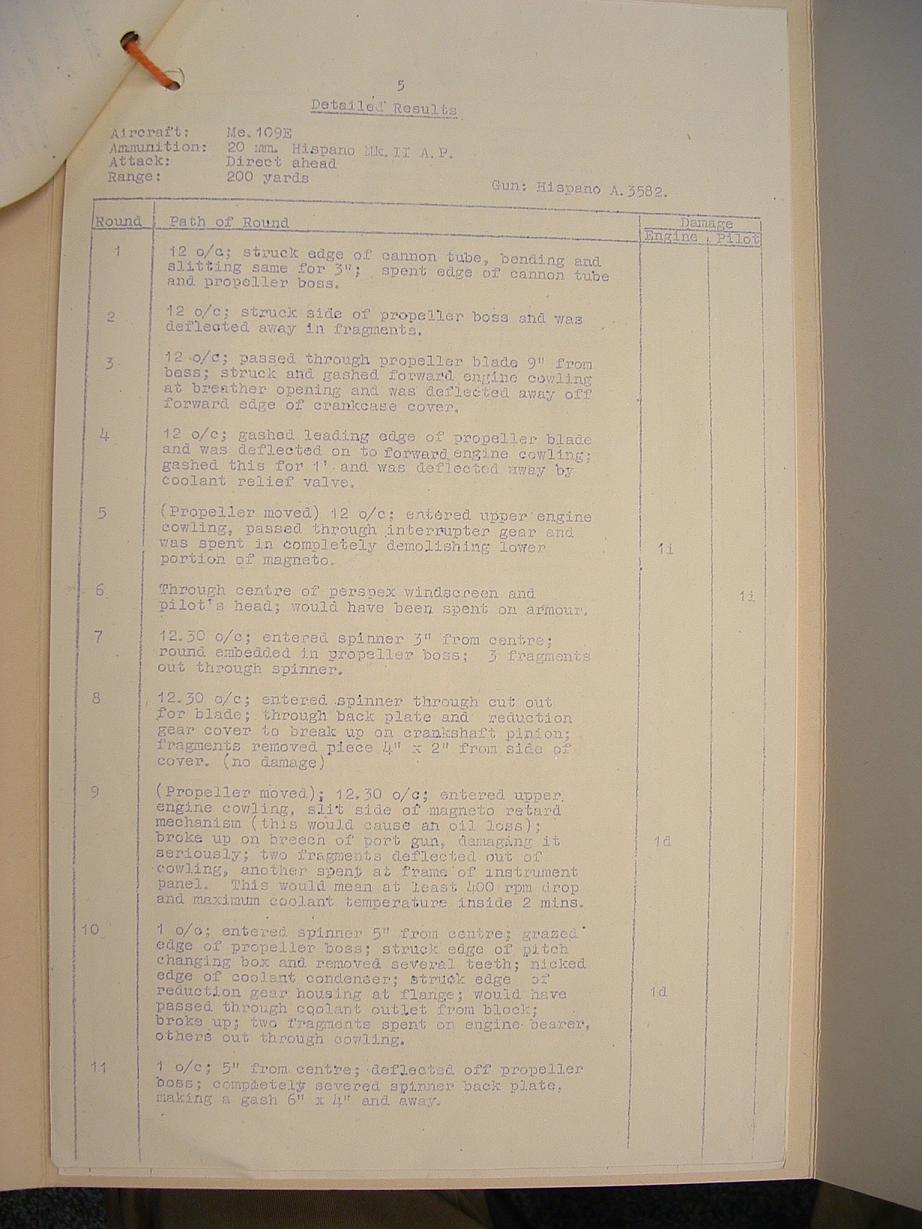 5
Detailed Results
Aircraft: Me.109E
Ammunition: 20 mm. Hispano Mk.II A.P.
Attack: Direct ahead
Range: 200 yards
Gun: Hispano A.3582.
Round Path of Round Damage
Engine Pilot
1 12 o/c; struck edge of cannon tube, bending and
slitting same for 3"; spent edge of cannon tube
and propeller boss.
2 12 o/c; struck side of propeller boss and was
deflected away in fragments.
3 12 o/c; passed through propeller blade 9" from
boss; struck and gashed forward engine cowling
at breather opening and was deflected away off
forward edge of crankcase cover.
4 12 o/c; gashed leading edge of propeller blade
and was deflected on to forward engine cowling;
gashed this for 1' and was deflected away by
coolant relief valve.
5 (Propeller moved) 12 o/c; entered upper engine
cowling, passed through interrupter gear and
was spent in completely demolishing lower 1i
portion of magneto.
6 Through centre of perspex windscreen and 1i
pilot's head; would have been spent on armour.
7 12.30 o/c; entered spinner 3" from centre;
round embedded in propeller boss; 3 fragments
out through spinner.
8 12.30 o/c; entered spinner through cut out
for blade; through back plate and reduction
gear cover to break up on crankshaft pinion;
fragments removed piece 4" x 2" from side of
cover. (no damage)
9 (Propeller moved); 12.30 o/c; entered upper
engine cowling, slit side of magneto retard
mechanism (this would cause an oil loss);
broke up on breech of port gun, damaging it 1d
seriously; two fragments deflected out of
cowling, another spent at frame of instrument
panel. This would mean at least 400 rpm drop
and maximum coolant temperature inside 2 mins.
10 1 o/c; entered spinner 5" from centre; grazed
edge of propeller boss; struck edge of pitch
changing box and removed several teeth; nicked
edge of coolant condenser; struck edge of
reduction gear housing at flange; would have 1d
passed through coolant outlet from block;
broke up; two fragments spent on engine bearer,
others out through cowling.
11 1 o/c; 5" from centre; deflected off propeller
boss; completely severed spinner back plate,
making a gash 6" x 4" and away.